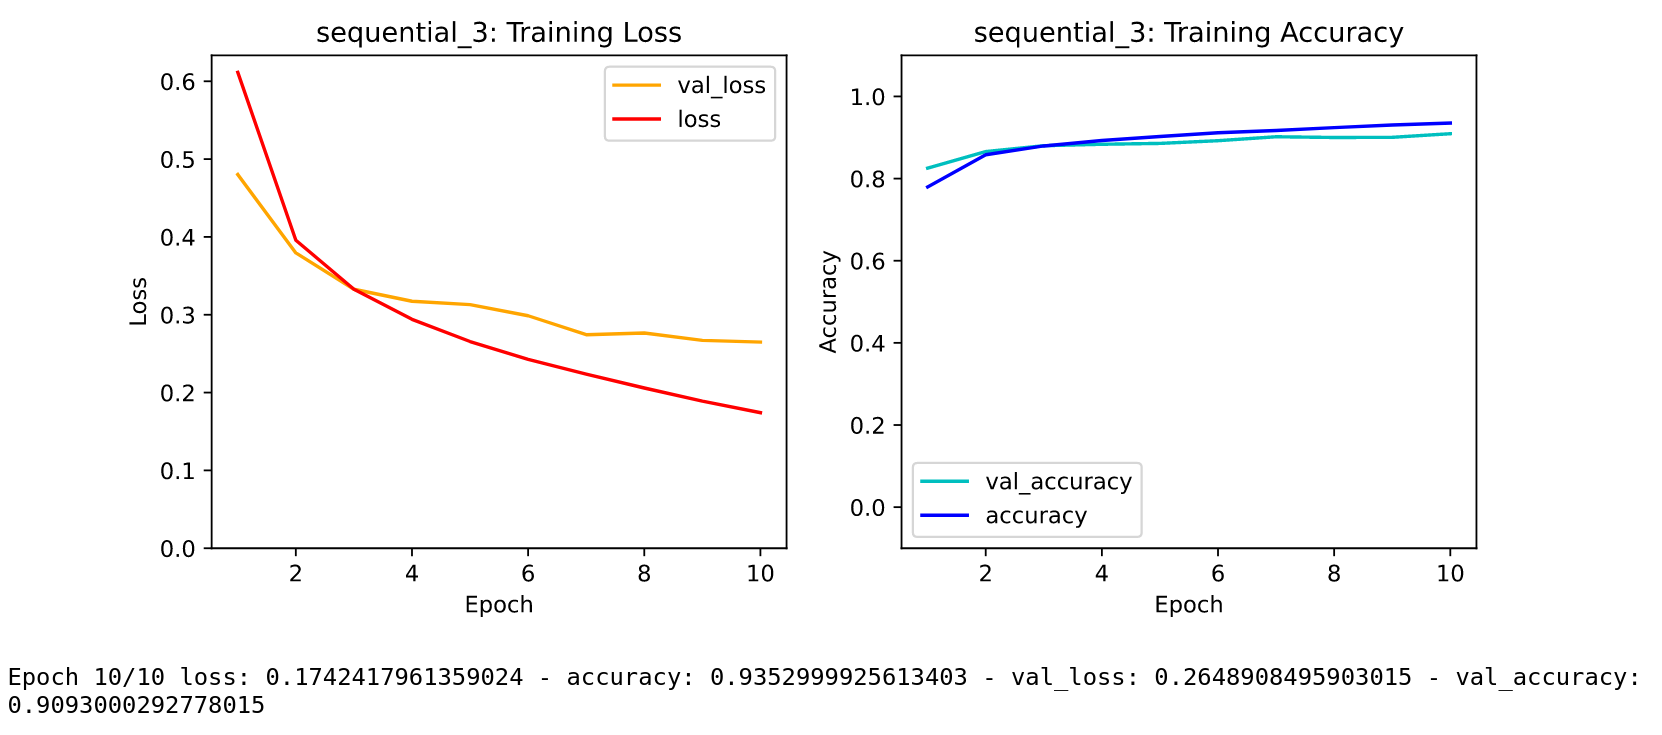 sequential_3: Training Loss
0.6
0.5
0.4
0.3
0.2
0.1
0.0
Loss
val_loss
loss
2 4 6 8 10
Epoch
sequential_3: Training Accuracy
1.0
0.8
0.6
0.4
0.2
0.0
Accuracy
val_accuracy
accuracy
2 4 6 8 10
Epoch
Epoch 10/10 loss: 0.1742417961359024 - accuracy: 0.9352999925613403 - val_loss: 0.2648908495903015 - val_accuracy:
0.9093000292778015